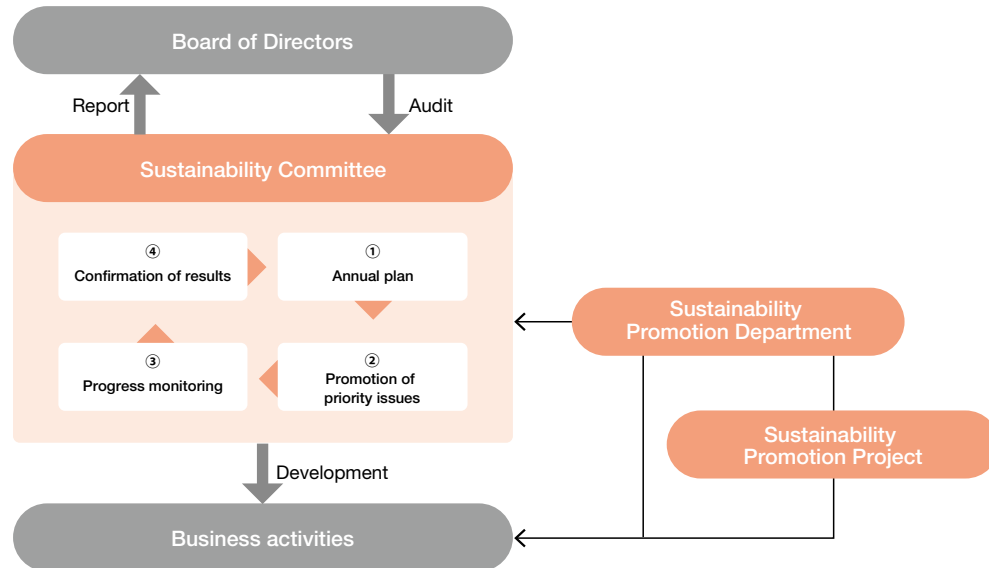 Board of Directors
Report
Audit
Sustainability Committee
④
Confirmation of results
①
Annual plan
③
Progress monitoring
②
Promotion of
priority issues
Sustainability
Promotion Department
Sustainability
Promotion Project
Development
Business activities